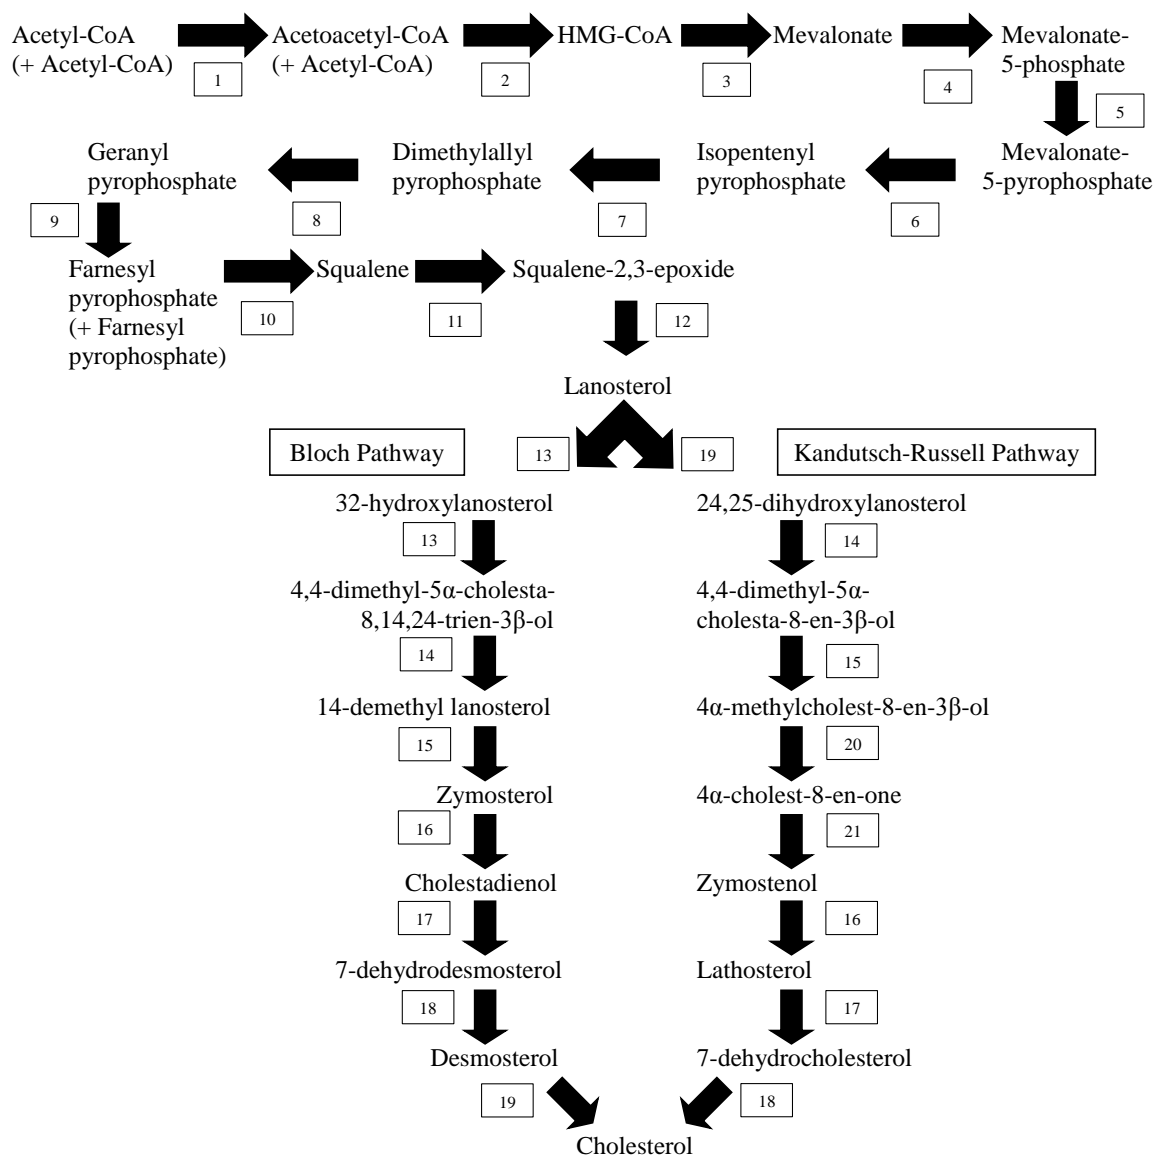 Acetyl-CoA
(+ Acetyl-CoA)
1
Acetoacetyl-CoA
(+ Acetyl-CoA)
2
HMG-CoA
3
Mevalonate
4
Mevalonate-
5-phosphate
5
Mevalonate-
5-pyrophosphate
6
Isopentenyl
pyrophosphate
7
Dimethylallyl
pyrophosphate
8
Geranyl
pyrophosphate
9
Farnesyl
pyrophosphate
(+ Farnesyl
pyrophosphate)
10
Squalene
11
Squalene-2,3-epoxide
12
Lanosterol
Bloch Pathway
13
32-hydroxylanosterol
13
4,4-dimethyl-5α-cholesta-
8,14,24-trien-3β-ol
14
14-demethyl lanosterol
15
Zymosterol
16
Cholestadienol
17
7-dehydrodesmosterol
18
Desmosterol
19
19
Kandutsch-Russell Pathway
24,25-dihydroxylanosterol
14
4,4-dimethyl-5α-
cholesta-8-en-3β-ol
15
4α-methylcholest-8-en-3β-ol
20
4α-cholest-8-en-one
21
Zymostenol
16
Lathosterol
17
7-dehydrocholesterol
18
Cholesterol